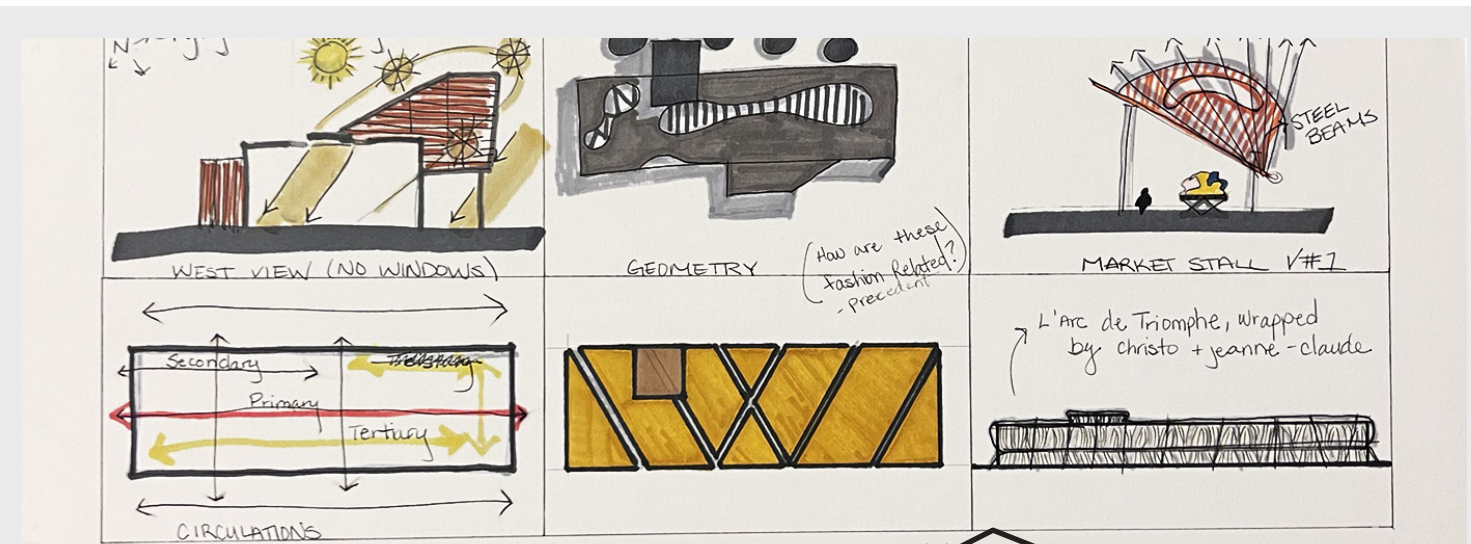 N
STEEL
BEAMS
WEST VIEW (NO WINDOWS)
GEOMETRY
(How are these
fashion Related?)
- precedent
MARKET STALL V#1
Secondary
Primary
Tertiary
CIRCULATIONS
L'Arc de Triomphe, wrapped
by christo + jeanne-claude